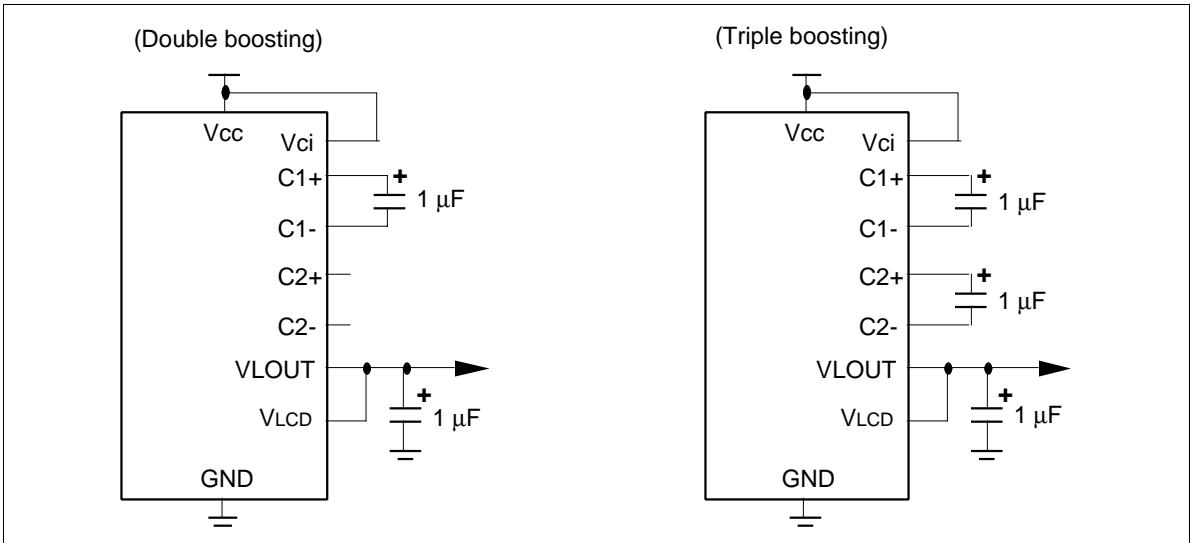 (Double boosting)
Vcc
Vci
C1+
+
1 μF
C1-
C2+
C2-
VLOUT
+
VLCD
1 μF
GND
(Triple boosting)
Vcc
Vci
C1+
+
1 μF
C1-
C2+
+
1 μF
C2-
VLOUT
+
VLCD
1 μF
GND